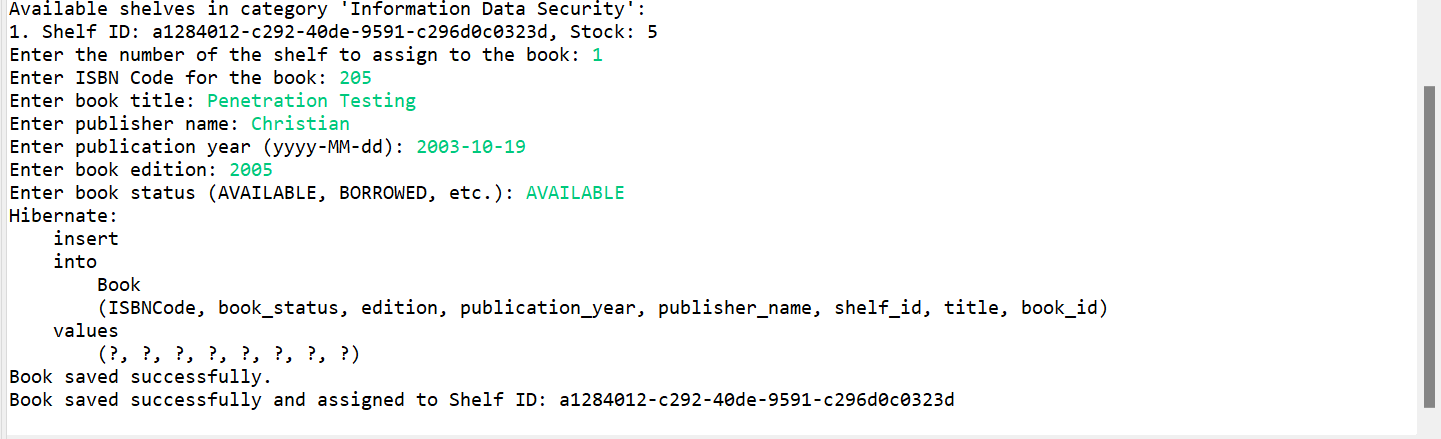 Available shelves in category 'Information Data Security':
1. Shelf ID: a1284012-c292-40de-9591-c296d0c0323d, Stock: 5
Enter the number of the shelf to assign to the book: 1
Enter ISBN Code for the book: 205
Enter book title: Penetration Testing
Enter publisher name: Christian
Enter publication year (yyyy-MM-dd): 2003-10-19
Enter book edition: 2005
Enter book status (AVAILABLE, BORROWED, etc.): AVAILABLE
Hibernate:
    insert
    into
        Book
        (ISBNCode, book_status, edition, publication_year, publisher_name, shelf_id, title, book_id)
    values
        (?, ?, ?, ?, ?, ?, ?, ?)
Book saved successfully.
Book saved successfully and assigned to Shelf ID: a1284012-c292-40de-9591-c296d0c0323d